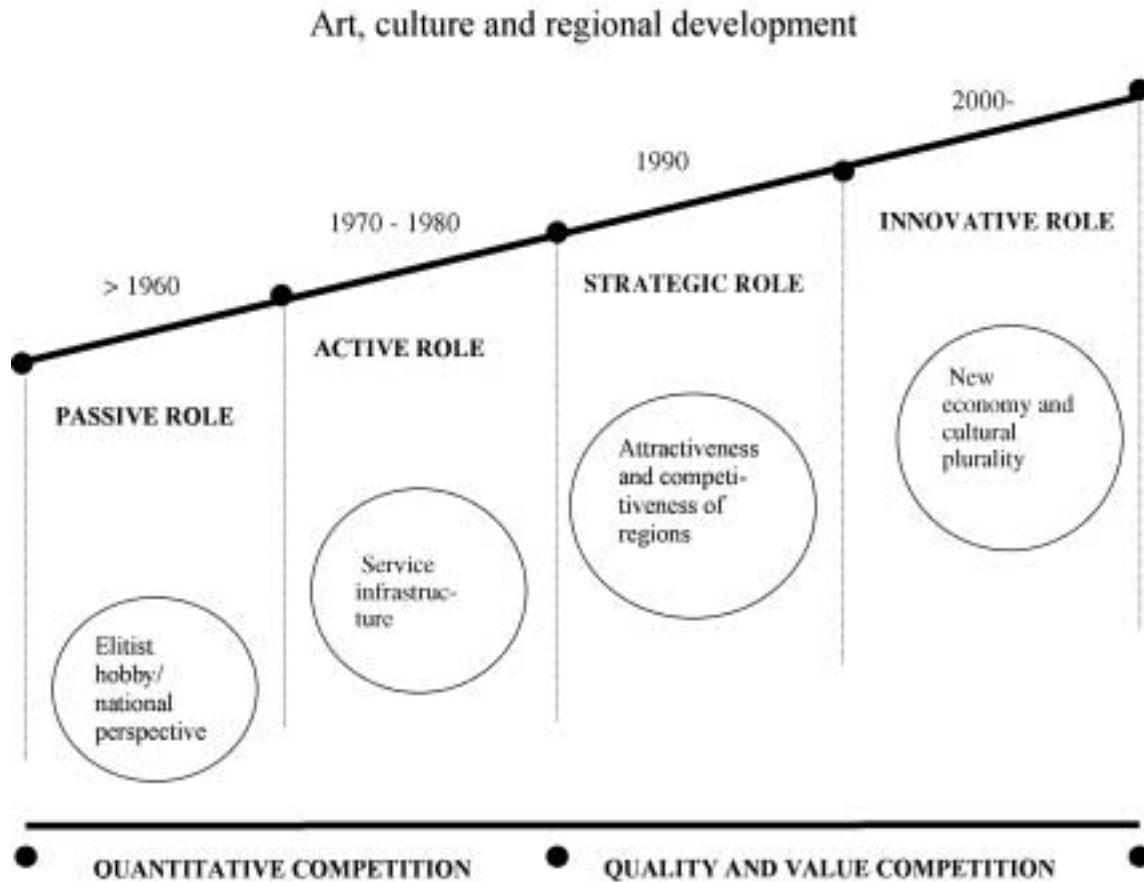 Art, culture and regional development
> 1960
1970 - 1980
1990
2000-
PASSIVE ROLE
ACTIVE ROLE
STRATEGIC ROLE
INNOVATIVE ROLE
Elitist
hobby/
national
perspective
Service
infrastruc-
ture
Attractiveness
and competi-
tiveness of
regions
New
economy and
cultural
plurality
QUANTITATIVE COMPETITION
QUALITY AND VALUE COMPETITION